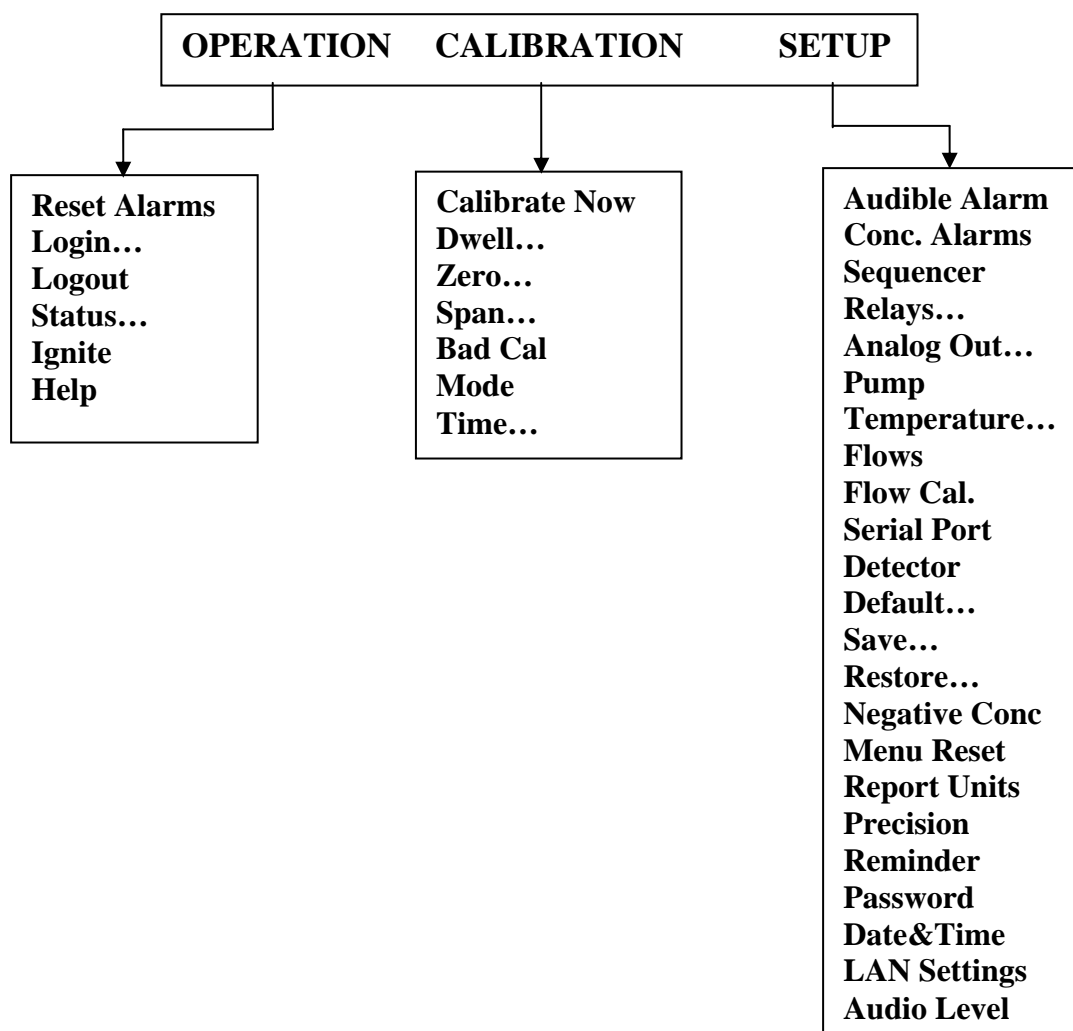 OPERATION CALIBRATION SETUP
Reset Alarms
Login…
Logout
Status…
Ignite
Help
Calibrate Now
Dwell…
Zero…
Span…
Bad Cal
Mode
Time…
Audible Alarm
Conc. Alarms
Sequencer
Relays…
Analog Out…
Pump
Temperature…
Flows
Flow Cal.
Serial Port
Detector
Default…
Save…
Restore…
Negative Conc
Menu Reset
Report Units
Precision
Reminder
Password
Date&Time
LAN Settings
Audio Level